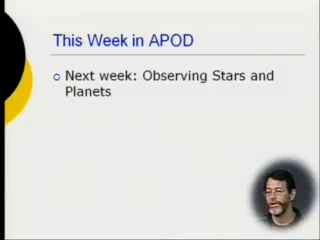 This Week in APOD
Next week: Observing Stars and
Planets